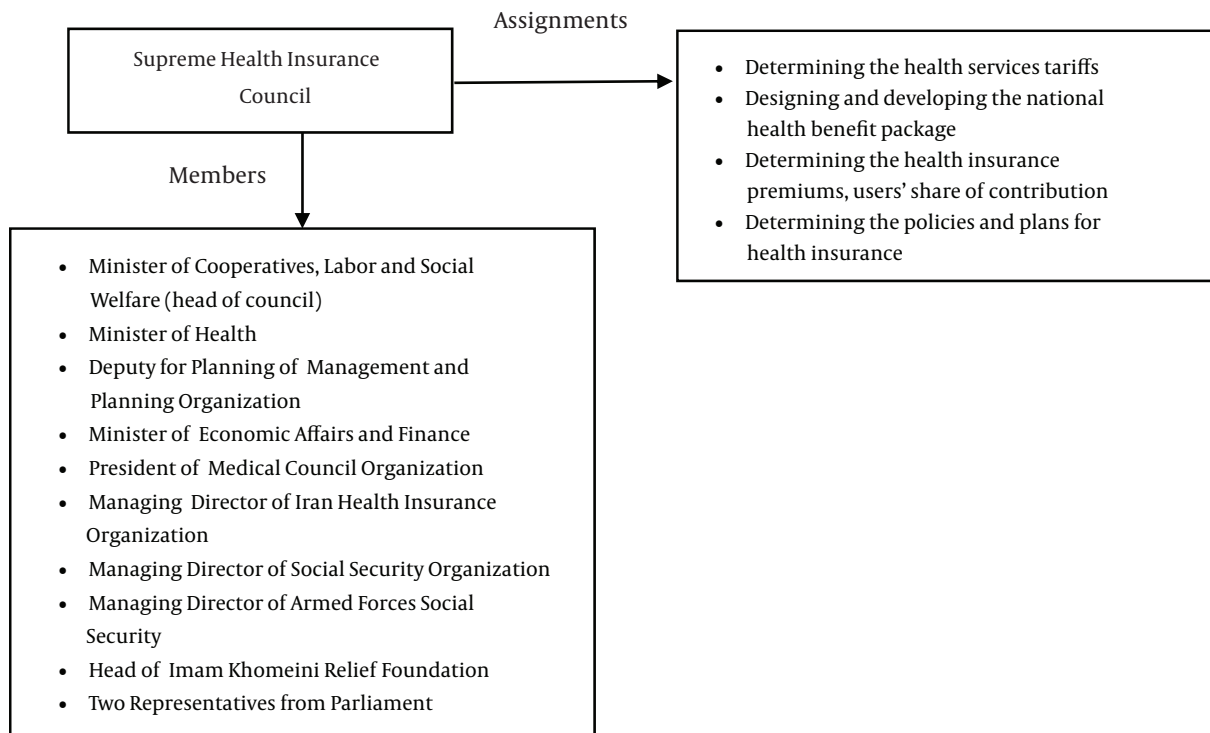 Assignments
Supreme Health Insurance
Council
• Determining the health services tariffs
• Designing and developing the national
health benefit package
• Determining the health insurance
premiums, users’ share of contribution
• Determining the policies and plans for
health insurance
Members
• Minister of Cooperatives, Labor and Social
Welfare (head of council)
• Minister of Health
• Deputy for Planning of Management and
Planning Organization
• Minister of Economic Affairs and Finance
• President of Medical Council Organization
• Managing Director of Iran Health Insurance
Organization
• Managing Director of Social Security Organization
• Managing Director of Armed Forces Social
Security
• Head of Imam Khomeini Relief Foundation
• Two Representatives from Parliament